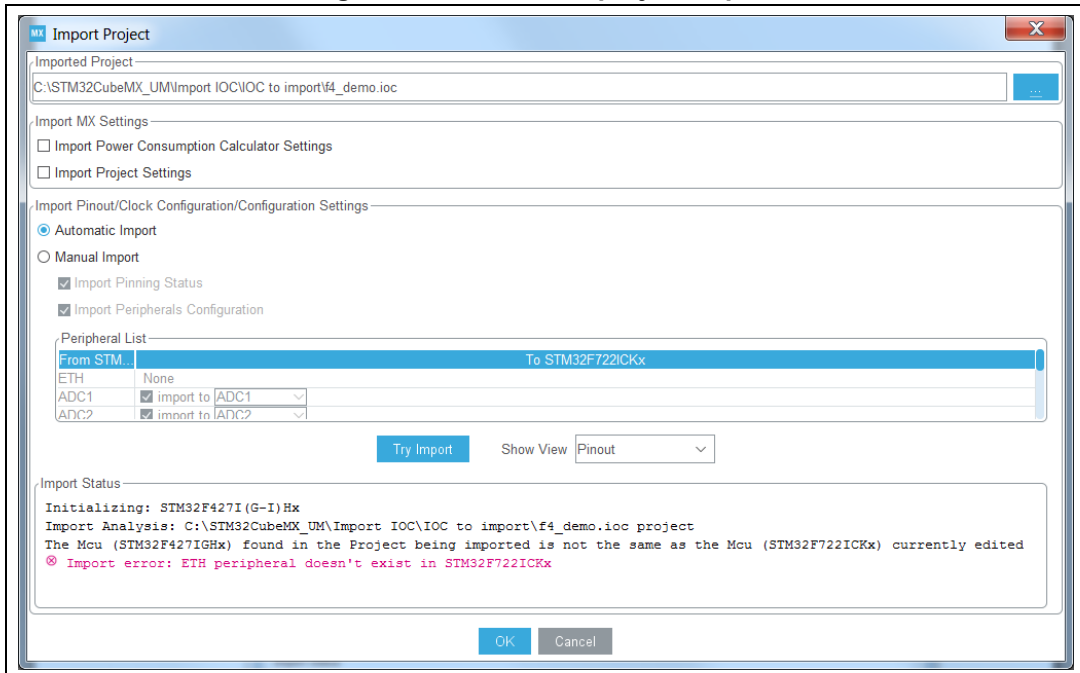 MX Import Project X
Imported Project
C:\STM32CubeMX_UM\Import IOC\IOC to import\f4_demo.ioc ...
Import MX Settings
Import Power Consumption Calculator Settings
Import Project Settings
Import Pinout/Clock Configuration/Configuration Settings
Automatic Import
Manual Import
Import Pinning Status
Import Peripherals Configuration
Peripheral List
From STM... To STM32F722ICKx
ETH None
ADC1 import to ADC1
ADC2 import to ADC2
Try Import Show View Pinout
Import Status
Initializing: STM32F427I(G-I)Hx
Import Analysis: C:\STM32CubeMX_UM\Import IOC\IOC to import\f4_demo.ioc project
The Mcu (STM32F427IGHx) found in the Project being imported is not the same as the Mcu (STM32F722ICKx) currently edited
Import error: ETH peripheral doesn't exist in STM32F722ICKx
OK Cancel